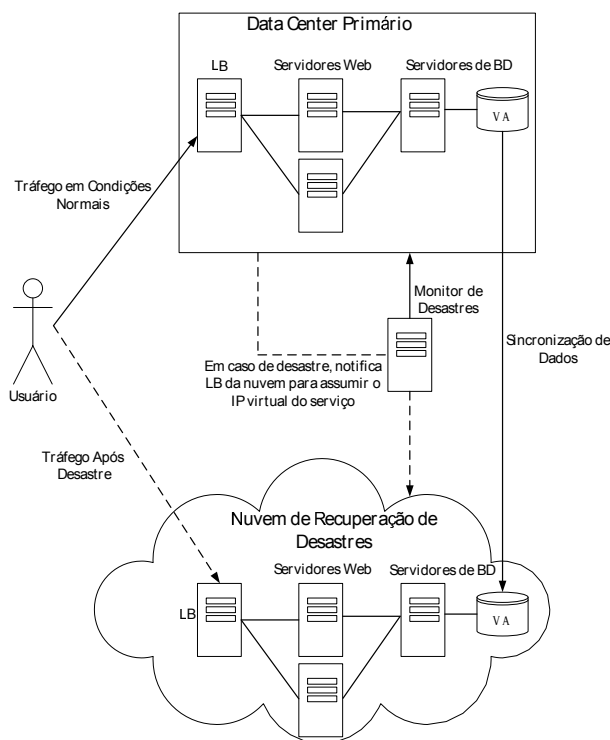 Data Center Primário
LB
Servidores Web
Servidores de BD
VA
Tráfego em Condições
Normais
Monitor de
Desastres
Sincronização de
Dados
Em caso de desastre, notifica
LB da nuvem para assumir o
IP virtual do serviço
Usuário
Tráfego Após
Desastre
Nuvem de Recuperação de
Desastres
Servidores Web
Servidores de BD
LB
VA